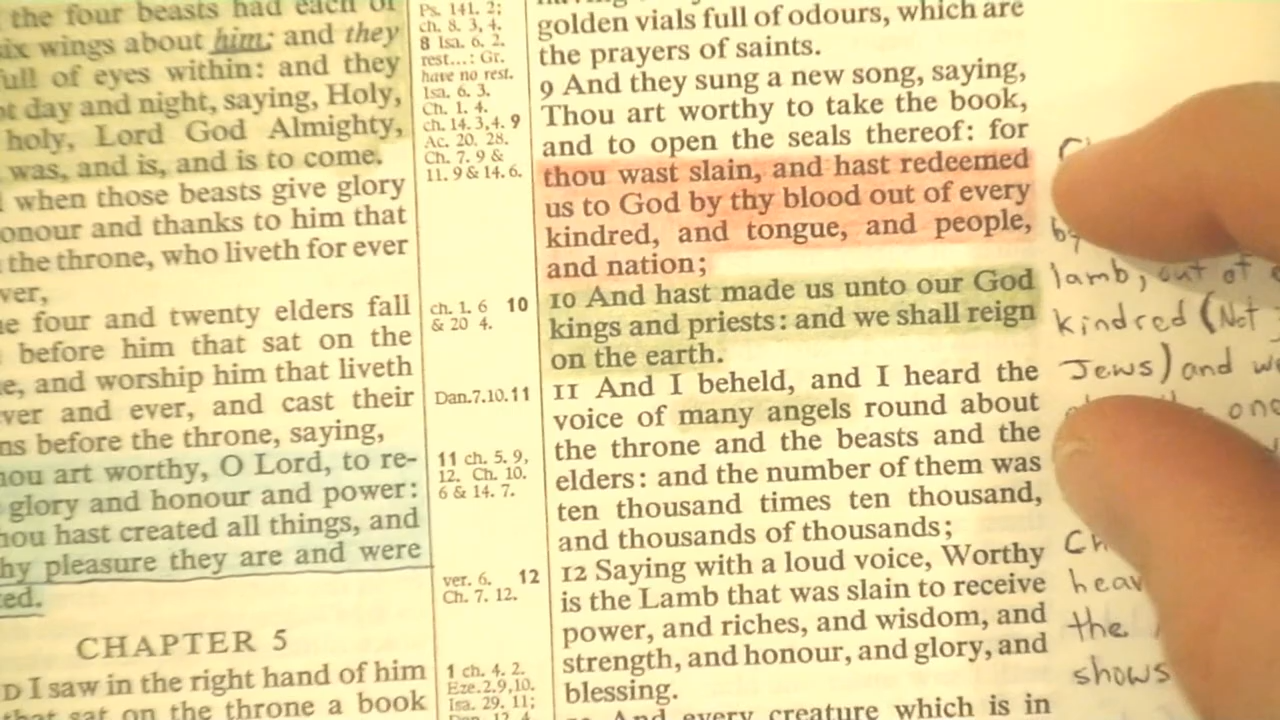 the four beasts had each of
six wings about him; and they
full of eyes within: and they
day and night, saying, Holy,
holy, Lord God Almighty,
was, and is, and is to come.
when those beasts give glory
onour and thanks to him that
the throne, who liveth for ever
ver,
four and twenty elders fall
before him that sat on the
and worship him that liveth
ver and ever, and cast their
ns before the throne, saying,
hou art worthy, O Lord, to re-
glory and honour and power:
hou hast created all things, and
hy pleasure they are and were
ed.
CHAPTER 5
D I saw in the right hand of him
that sat on the throne a book
Ps. 141. 2;
ch. 8. 3, 4.
8 Isa. 6. 2.
rest...: Gr.
have no rest.
Isa. 6. 3.
Ch. 1. 4.
ch. 14. 3,4. 9
Ac. 20. 28.
Ch. 7. 9 &
11. 9 & 14. 6.
ch. 1. 6 10
& 20 4.
Dan.7.10.11
11 ch. 5. 9,
12. Ch. 10.
6 & 14. 7.
ver. 6. 12
Ch. 7. 12.
1 ch. 4. 2.
Eze.2.9,10.
Isa. 29. 11;
Dan. 12. 4
golden vials full of odours, which are
the prayers of saints.
9 And they sung a new song, saying,
Thou art worthy to take the book,
and to open the seals thereof: for
thou wast slain, and hast redeemed
us to God by thy blood out of every
kindred, and tongue, and people,
and nation;
10 And hast made us unto our God
kings and priests: and we shall reign
on the earth.
11 And I beheld, and I heard the
voice of many angels round about
the throne and the beasts and the
elders: and the number of them was
ten thousand times ten thousand,
and thousands of thousands;
12 Saying with a loud voice, Worthy
is the Lamb that was slain to receive
power, and riches, and wisdom, and
strength, and honour, and glory, and
blessing.
And every creature which is in
by
lamb, out of
kindred (Not
Jews) and we
one
Ch
heav
the
shows